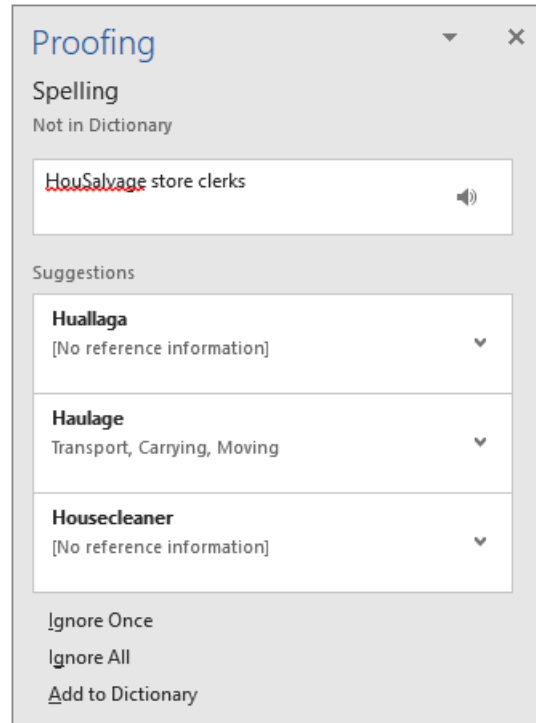 Proofing
Spelling
Not in Dictionary
HouSalvage store clerks
Suggestions
Huallaga
[No reference information]
Haulage
Transport, Carrying, Moving
Housecleaner
[No reference information]
Ignore Once
Ignore All
Add to Dictionary